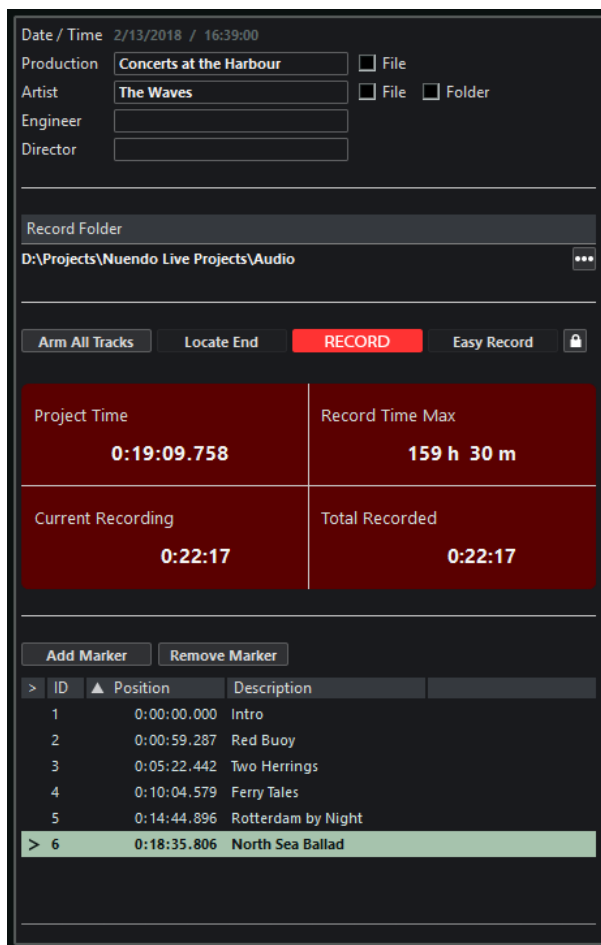 Date / Time 2/13/2018 / 16:39:00
Production Concerts at the Harbour File
Artist The Waves File Folder
Engineer
Director
Record Folder
D:\Projects\Nuendo Live Projects\Audio •••
Arm All Tracks Locate End RECORD Easy Record
Project Time Record Time Max
0:19:09.758 159 h 30 m
Current Recording Total Recorded
0:22:17 0:22:17
Add Marker Remove Marker
> ID ▲ Position Description
1 0:00:00.000 Intro
2 0:00:59.287 Red Buoy
3 0:05:22.442 Two Herrings
4 0:10:04.579 Ferry Tales
5 0:14:44.896 Rotterdam by Night
> 6 0:18:35.806 North Sea Ballad